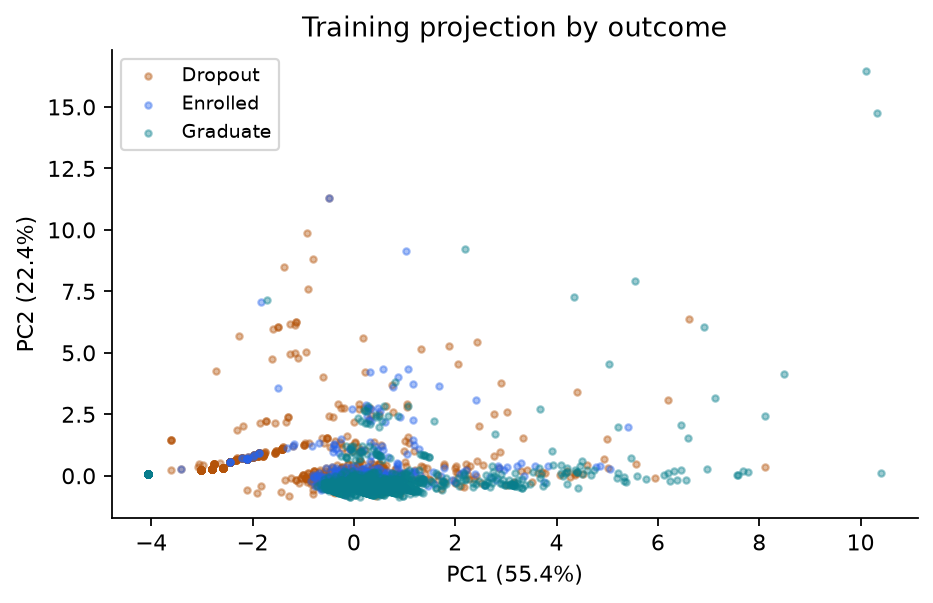 Training projection by outcome
Dropout
Enrolled
Graduate
15.0
12.5
10.0
7.5
5.0
2.5
0.0
PC2 (22.4%)
−4 −2 0 2 4 6 8 10
PC1 (55.4%)